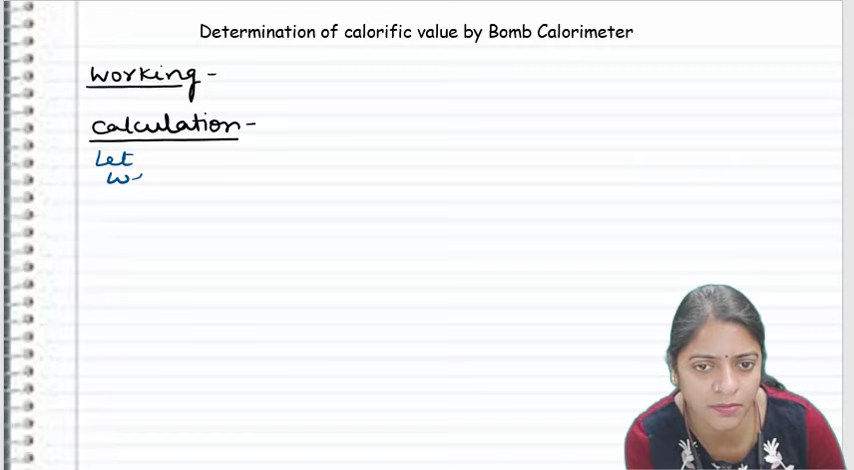 Determination of calorific value by Bomb Calorimeter
Working -
Calculation -
Let
W